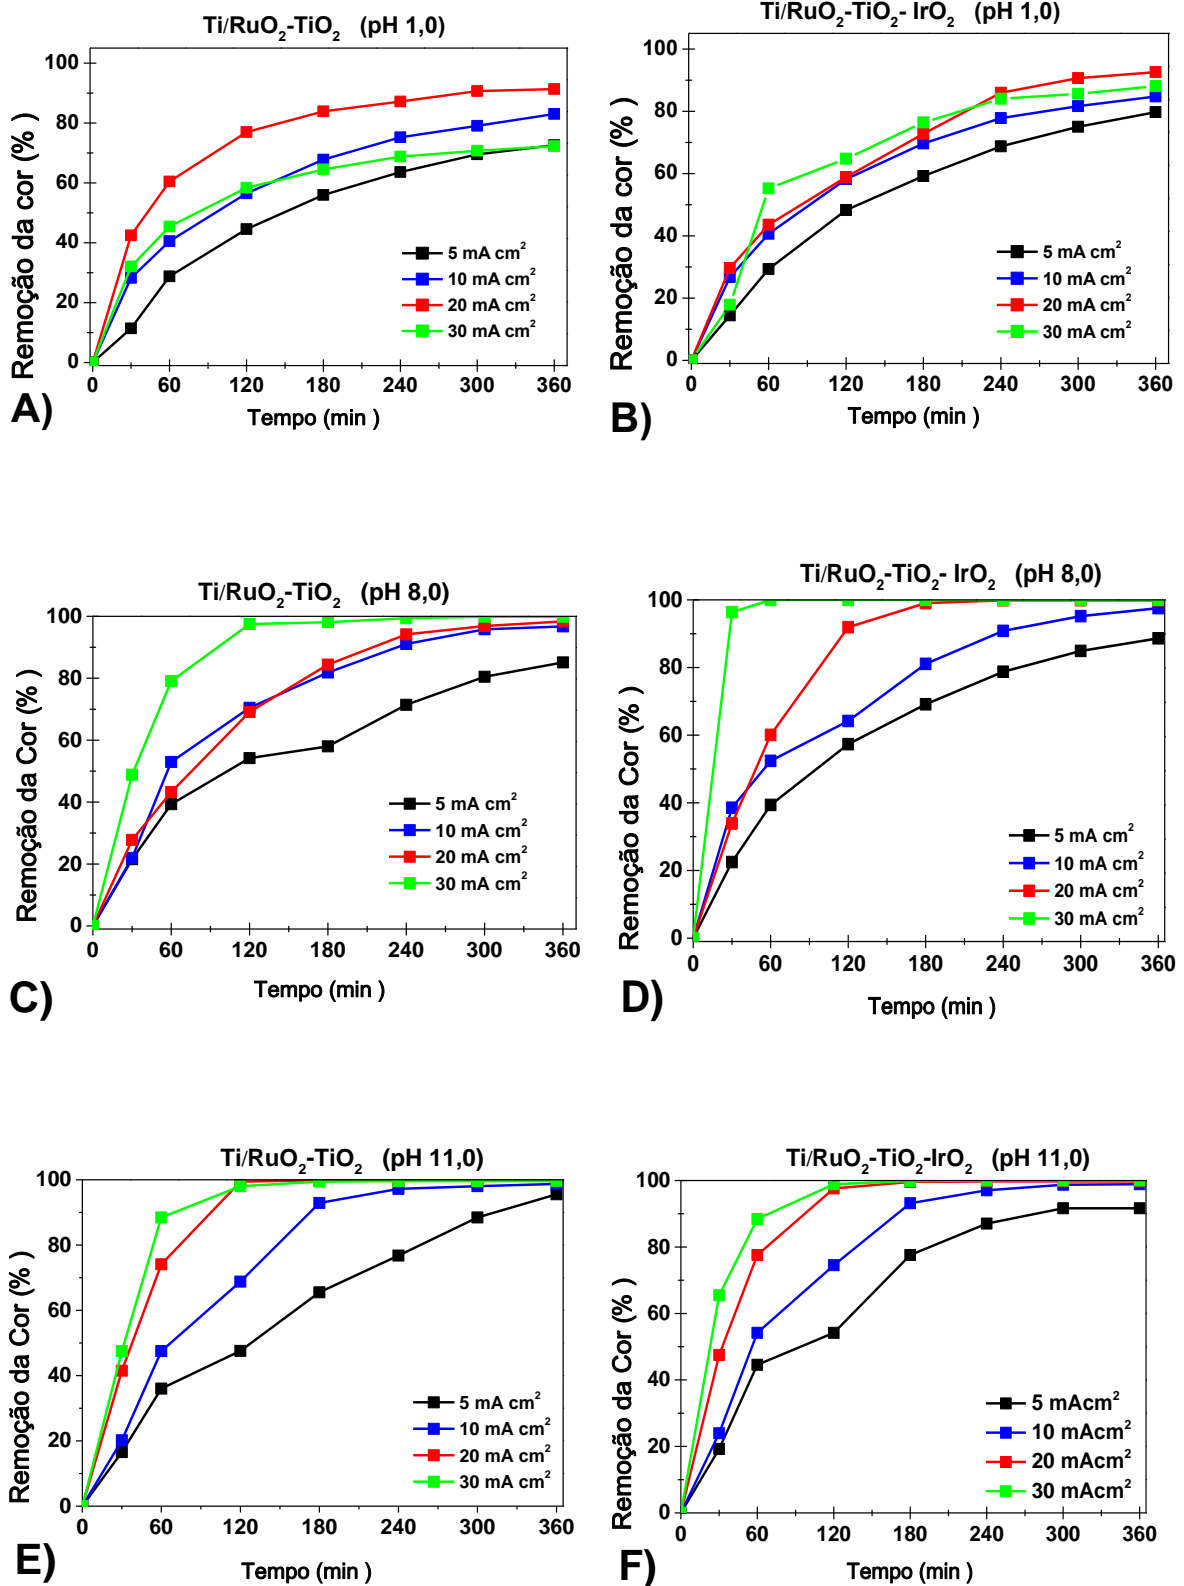 Ti/RuO₂-TiO₂ (pH 1,0)
Remoção da cor (% )
100
80
60
40
20
0
5 mA cm²
10 mA cm²
20 mA cm²
30 mA cm²
0 60 120 180 240 300 360
Tempo (min )
A)
Ti/RuO₂-TiO₂- IrO₂ (pH 1,0)
Remoção da cor (% )
100
80
60
40
20
0
5 mA cm²
10 mA cm²
20 mA cm²
30 mA cm²
0 60 120 180 240 300 360
Tempo (min )
B)
Ti/RuO₂-TiO₂ (pH 8,0)
Remoção da Cor (% )
100
80
60
40
20
0
5 mA cm²
10 mA cm²
20 mA cm²
30 mA cm²
0 60 120 180 240 300 360
Tempo (min )
C)
Ti/RuO₂-TiO₂- IrO₂ (pH 8,0)
Remoção da Cor (% )
100
80
60
40
20
0
5 mA cm²
10 mA cm²
20 mA cm²
30 mA cm²
0 60 120 180 240 300 360
Tempo (min )
D)
Ti/RuO₂-TiO₂ (pH 11,0)
Remoção da Cor (% )
100
80
60
40
20
0
5 mA cm²
10 mA cm²
20 mA cm²
30 mA cm²
0 60 120 180 240 300 360
Tempo (min )
E)
Ti/RuO₂-TiO₂-IrO₂ (pH 11,0)
Remoção da Cor (% )
100
80
60
40
20
0
5 mAcm²
10 mAcm²
20 mAcm²
30 mAcm²
0 60 120 180 240 300 360
Tempo (min )
F)